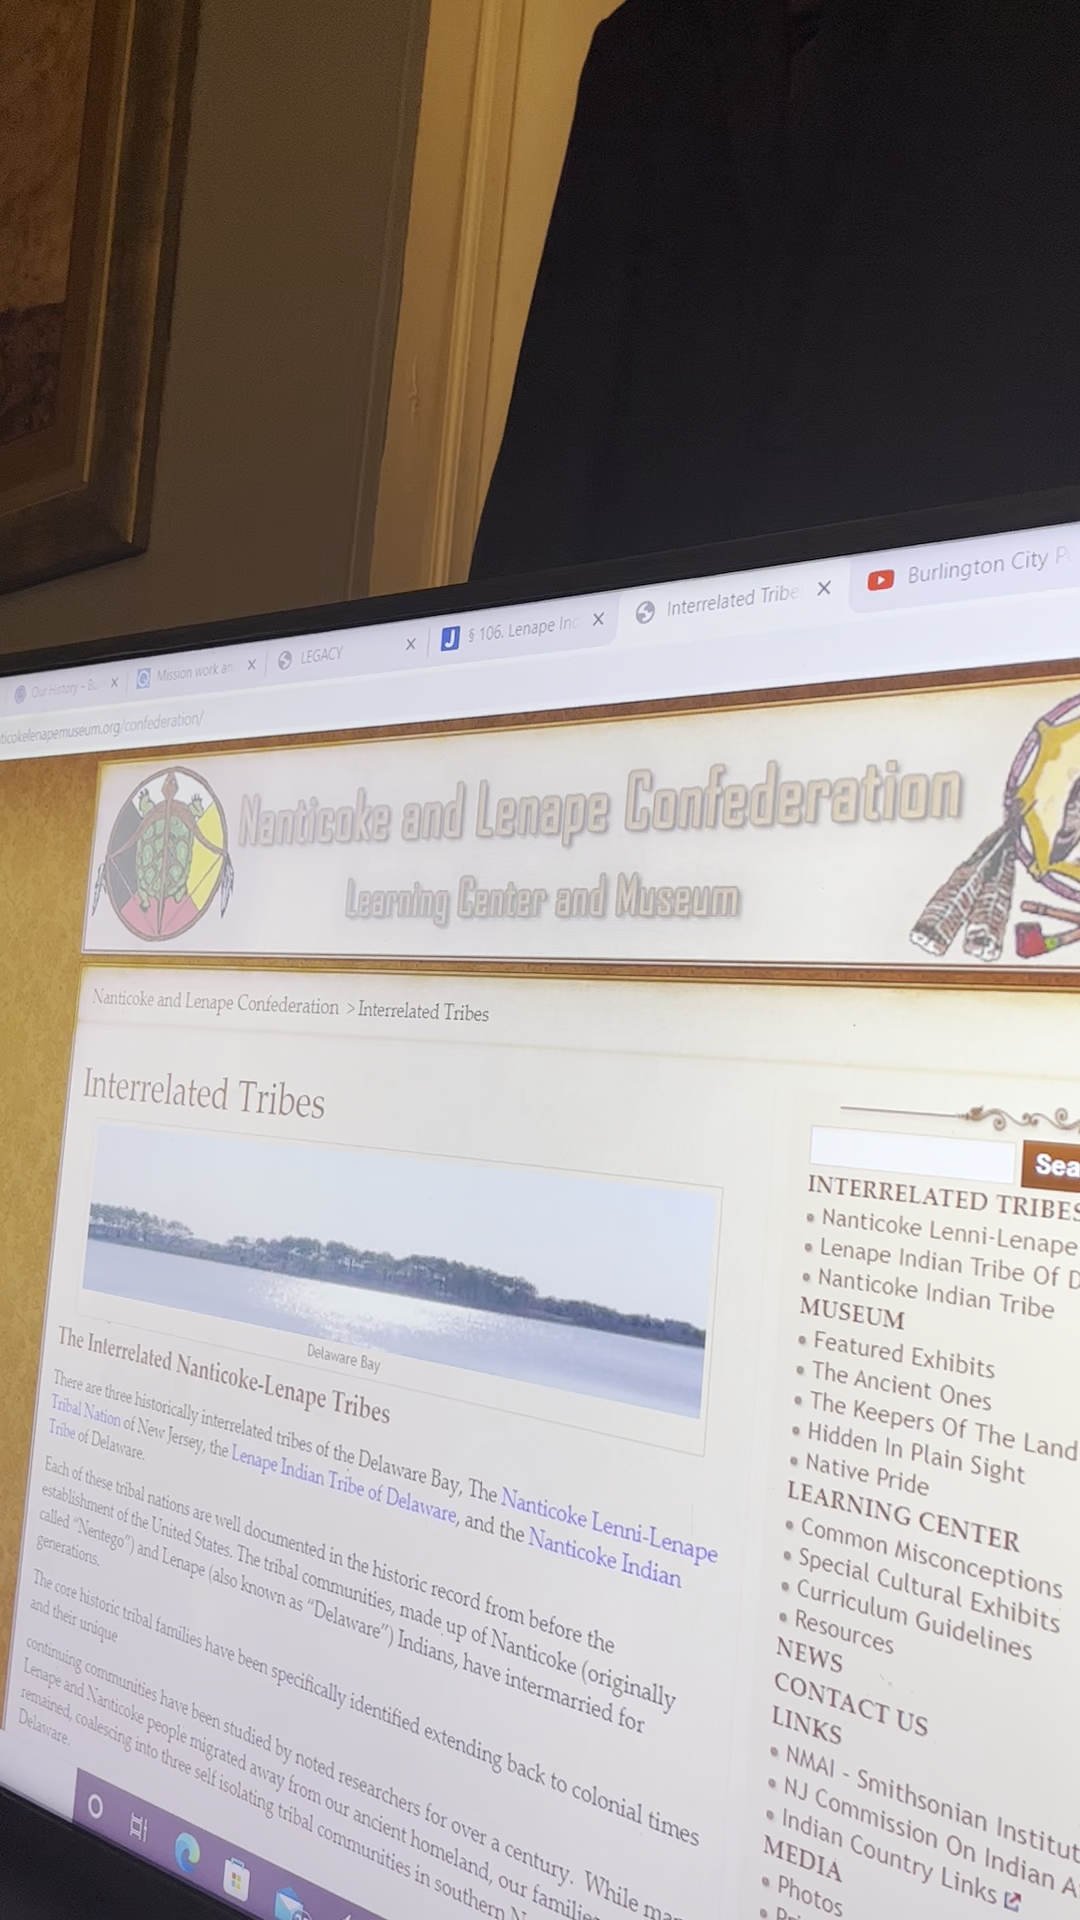 Our History – B
Mission work a
LEGACY
§ 106. Lenape Ind
Interrelated Tribe
Burlington City P
ticokelenapemuseum.org/confederation/
Nanticoke and Lenape Confederation
Learning Center and Museum
Nanticoke and Lenape Confederation > Interrelated Tribes
Interrelated Tribes
Delaware Bay
The Interrelated Nanticoke-Lenape Tribes
There are three historically interrelated tribes of the Delaware Bay, The Nanticoke Lenni-Lenape
Tribal Nation of New Jersey, the Lenape Indian Tribe of Delaware, and the Nanticoke Indian
Tribe of Delaware.
Each of these tribal nations are well documented in the historic record from before the
establishment of the United States. The tribal communities, made up of Nanticoke (originally
called “Nentego”) and Lenape (also known as “Delaware”) Indians, have intermarried for
generations.
The core historic tribal families have been specifically identified extending back to colonial times
and their unique
continuing communities have been studied by noted researchers for over a century. While ma
Lenape and Nanticoke people migrated away from our ancient homeland, our familie
remained, coalescing into three self isolating tribal communities in southern N
Delaware.
Sea
INTERRELATED TRIBES
• Nanticoke Lenni-Lenape
• Lenape Indian Tribe Of D
• Nanticoke Indian Tribe
MUSEUM
• Featured Exhibits
• The Ancient Ones
• The Keepers Of The Land
• Hidden In Plain Sight
• Native Pride
LEARNING CENTER
• Common Misconceptions
• Special Cultural Exhibits
• Curriculum Guidelines
• Resources
NEWS
CONTACT US
LINKS
• NMAI - Smithsonian Institut
• NJ Commission On Indian A
• Indian Country Links
MEDIA
• Photos